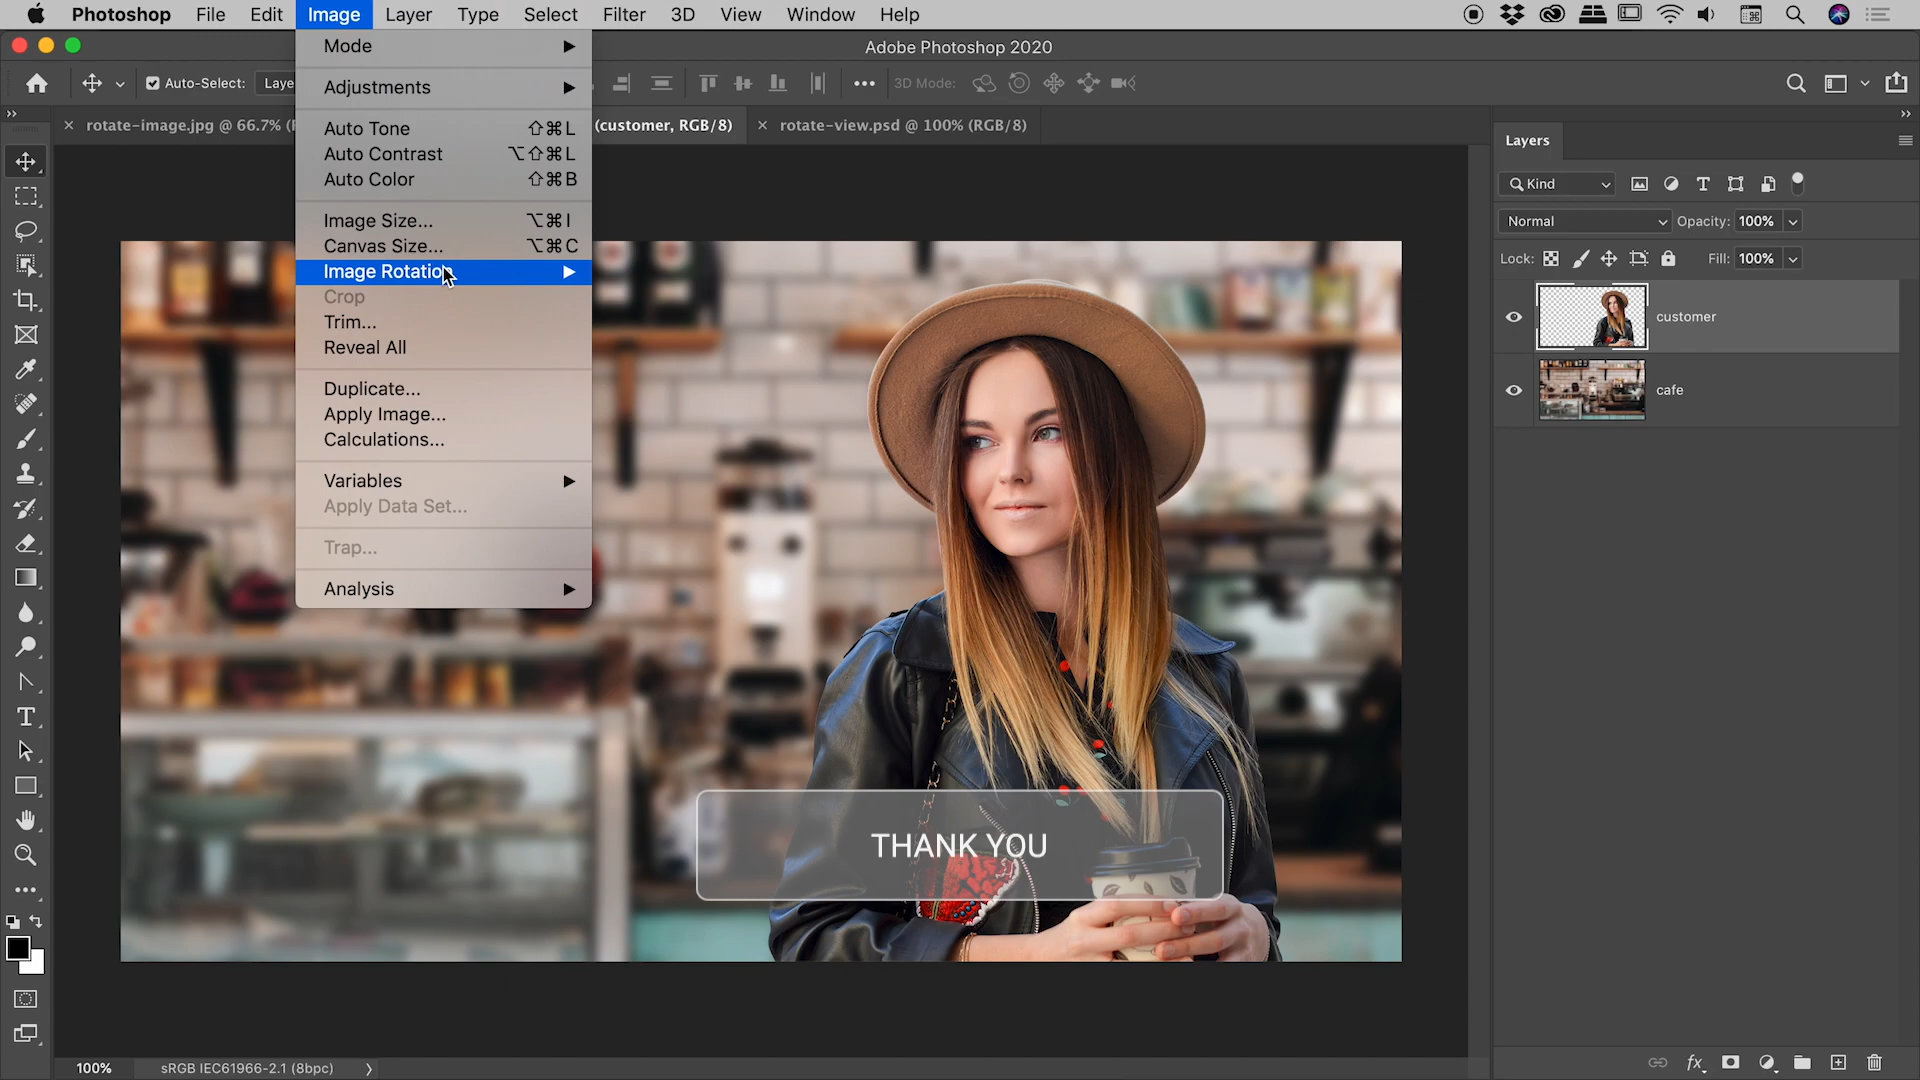 Photoshop File Edit Image Layer Type Select Filter 3D View Window Help
Adobe Photoshop 2020
Auto-Select: Laye
3D Mode:
rotate-image.jpg @ 66.7% (R
(customer, RGB/8)
rotate-view.psd @ 100% (RGB/8)
Mode
Adjustments
Auto Tone ⇧⌘L
Auto Contrast ⌥⇧⌘L
Auto Color ⇧⌘B
Image Size... ⌥⌘I
Canvas Size... ⌥⌘C
Image Rotation
Crop
Trim...
Reveal All
Duplicate...
Apply Image...
Calculations...
Variables
Apply Data Set...
Trap...
Analysis
THANK YOU
Layers
Kind
Normal Opacity: 100%
Lock: Fill: 100%
customer
cafe
100% sRGB IEC61966-2.1 (8bpc)